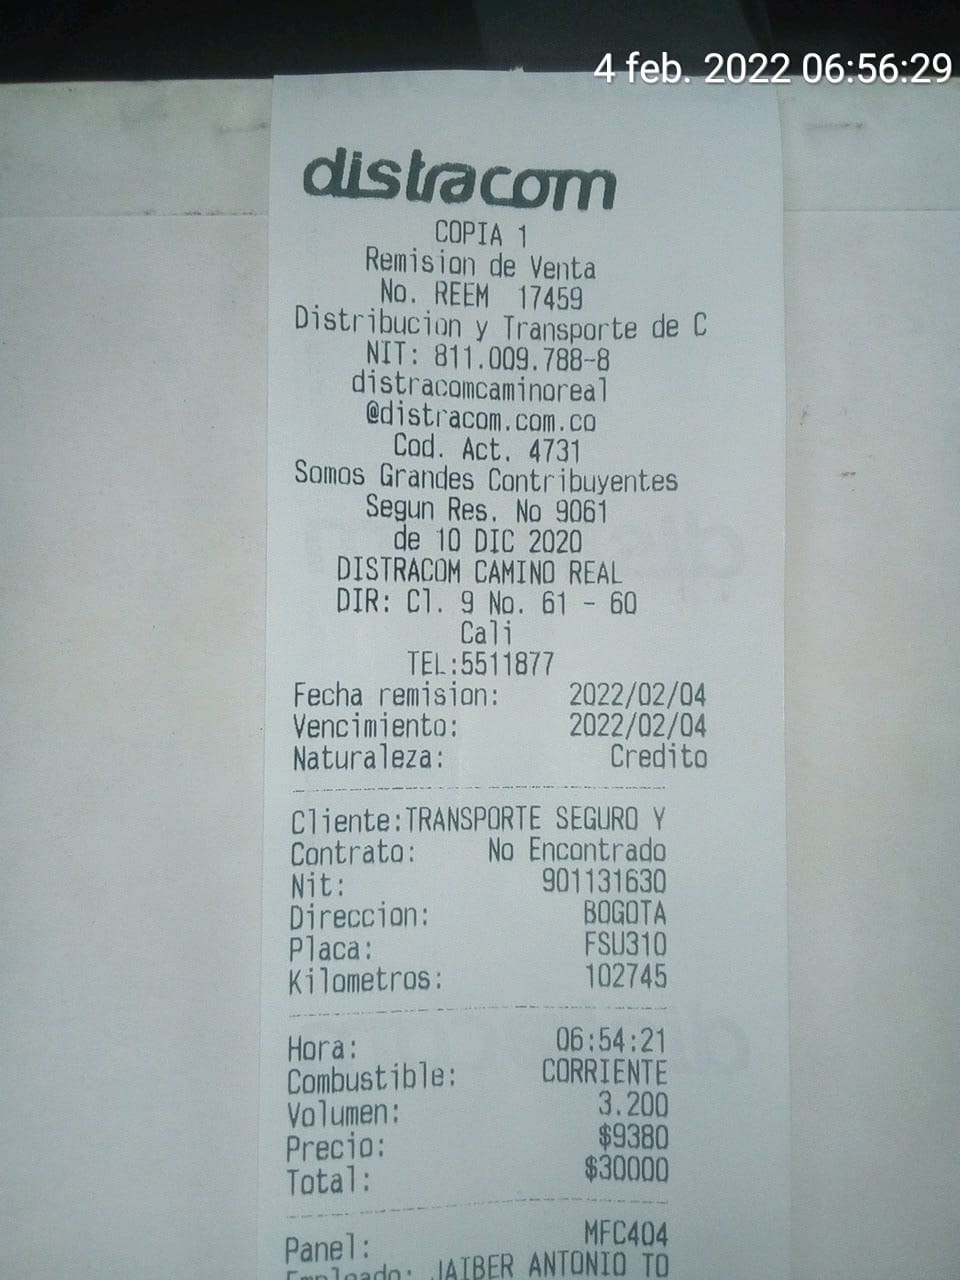 4 feb. 2022 06:56:29
distracom
COPIA 1
Remision de Venta
No. REEM 17459
Distribucion y Transporte de C
NIT: 811.009.788-8
distracomcaminoreal
@distracom.com.co
Cod. Act. 4731
Somos Grandes Contribuyentes
Segun Res. No 9061
de 10 DIC 2020
DISTRACOM CAMINO REAL
DIR: Cl. 9 No. 61 - 60
Cali
TEL:5511877
Fecha remision: 2022/02/04
Vencimiento: 2022/02/04
Naturaleza: Credito
Cliente:TRANSPORTE SEGURO Y
Contrato: No Encontrado
Nit: 901131630
Direccion: BOGOTA
Placa: FSU310
Kilometros: 102745
Hora: 06:54:21
Combustible: CORRIENTE
Volumen: 3.200
Precio: $9380
Total: $30000
Panel: MFC404
Empleado: JAIBER ANTONIO TO